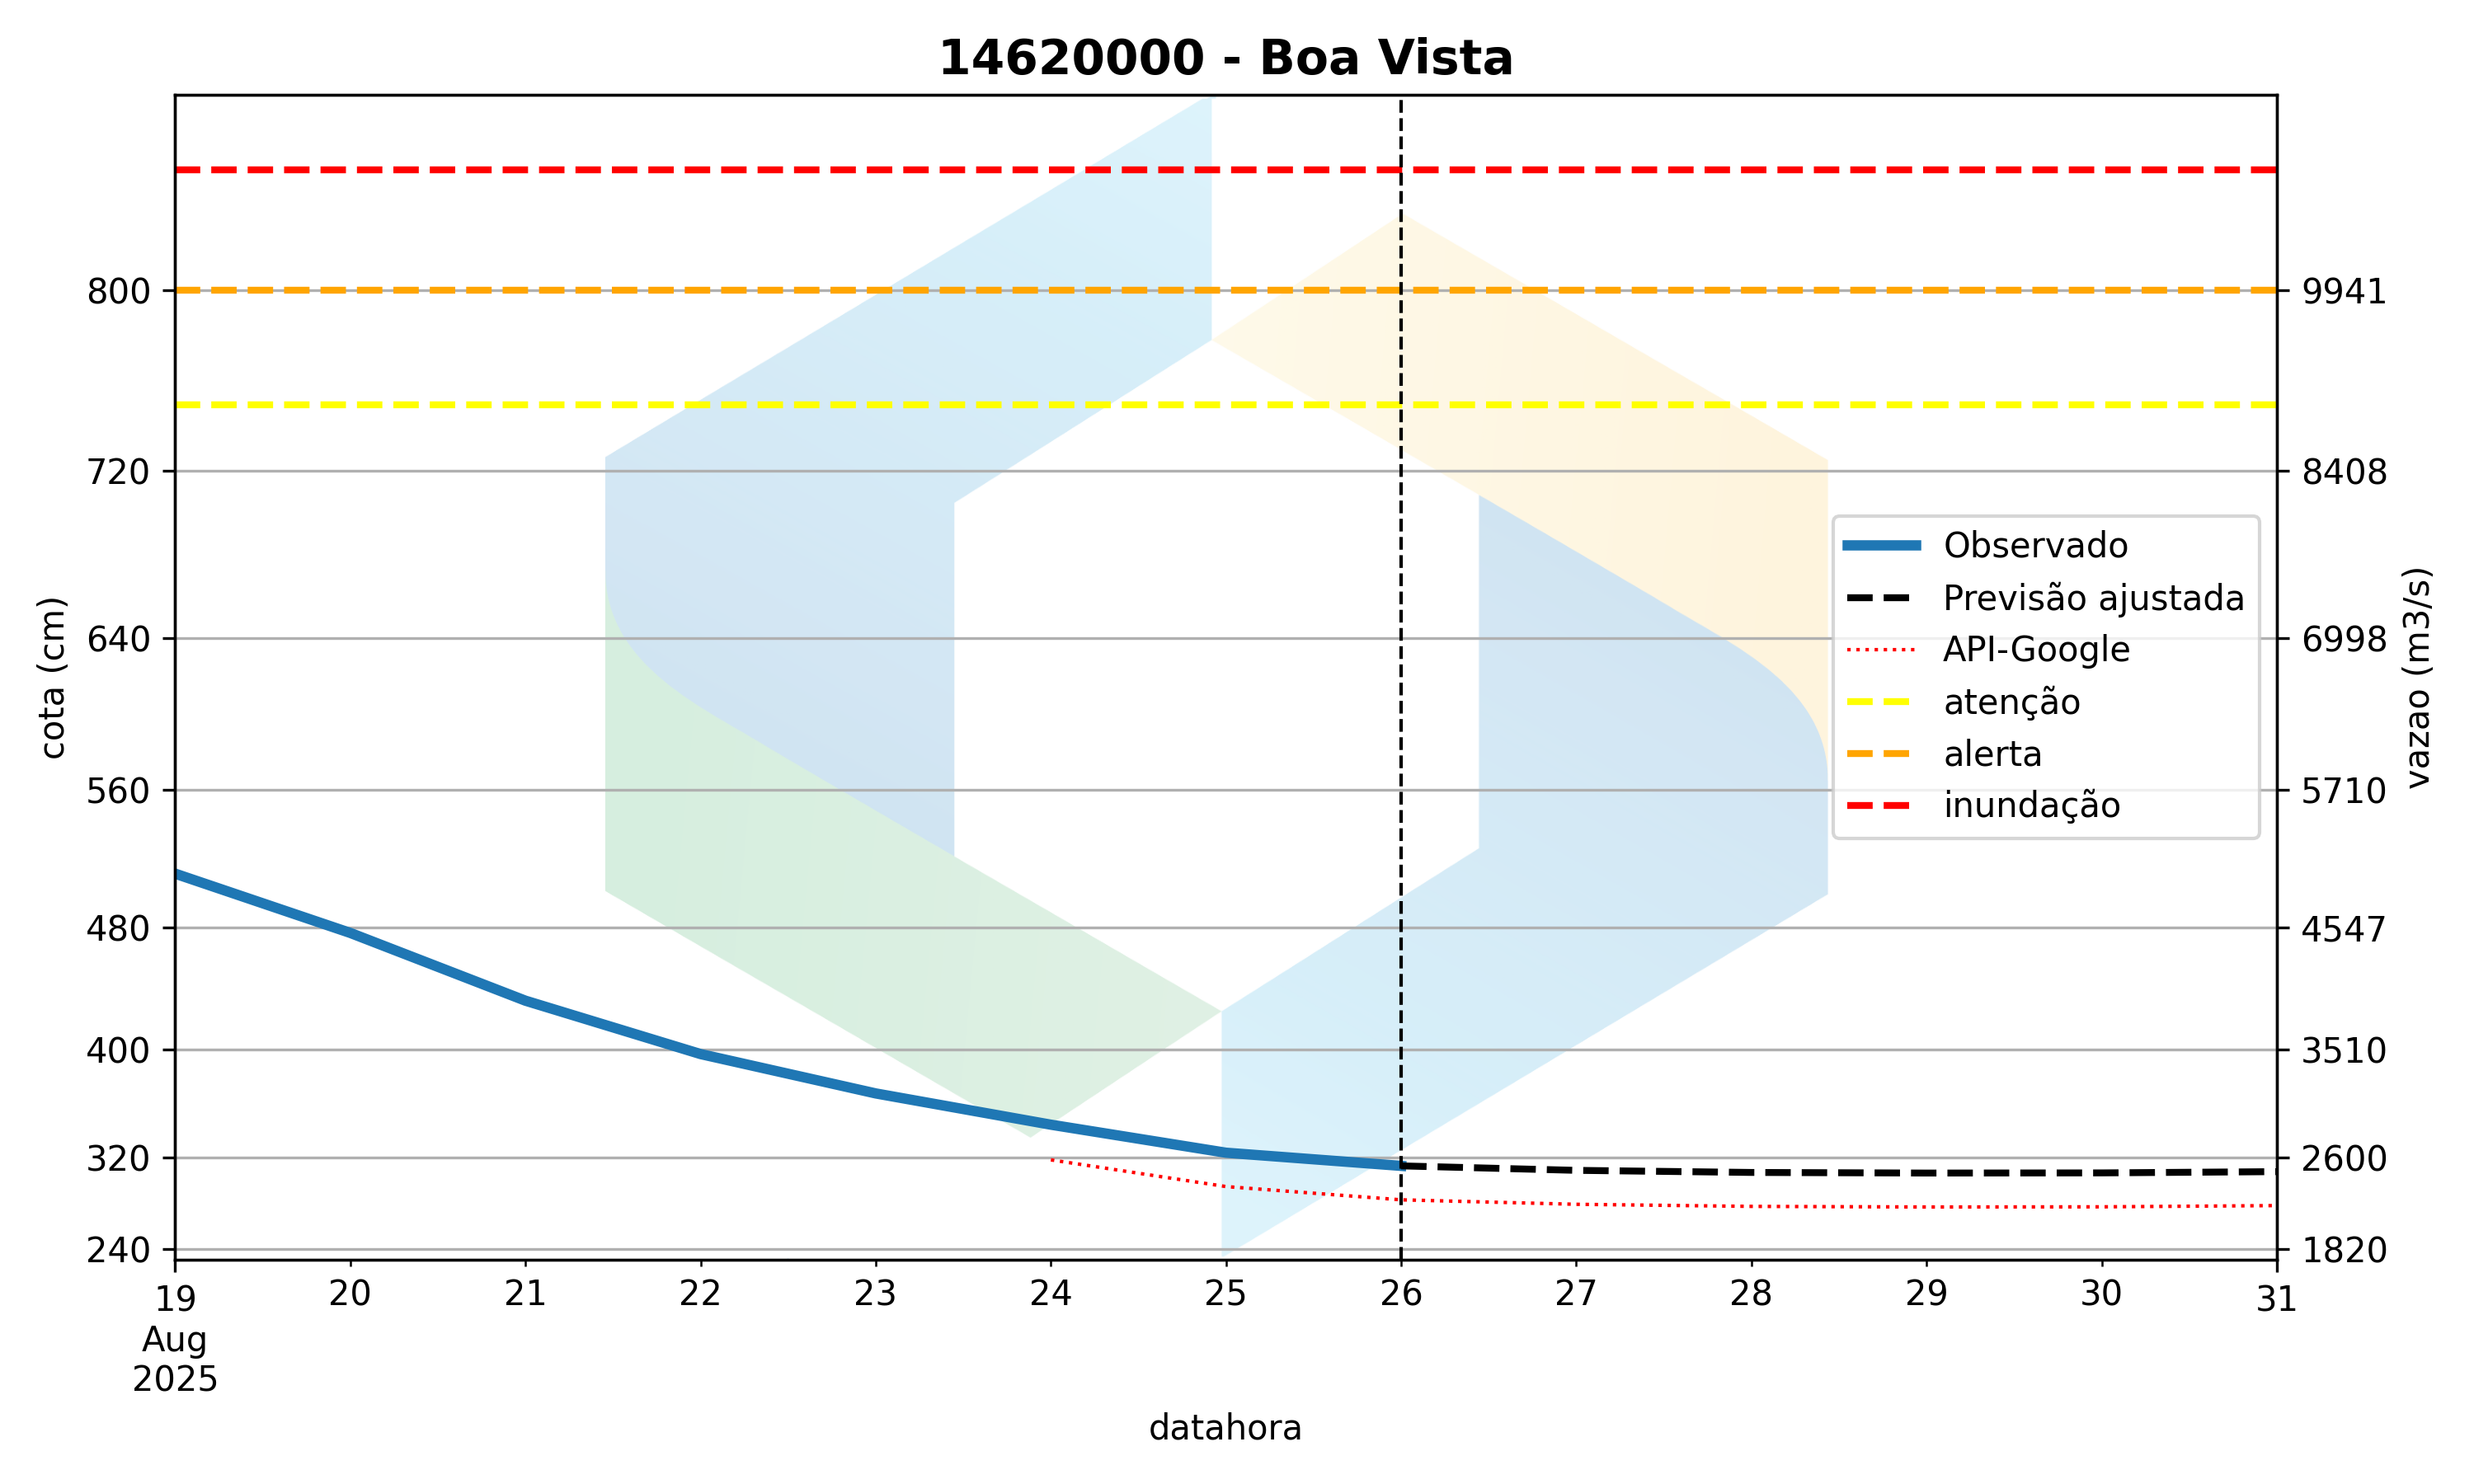 14620000 - Boa Vista
cota (cm)
800
720
640
560
480
400
320
240
9941
8408
6998
5710
4547
3510
2600
1820
vazao (m3/s)
Observado
Previsão ajustada
API-Google
atenção
alerta
inundação
19 20 21 22 23 24 25 26 27 28 29 30 31
Aug
2025
datahora